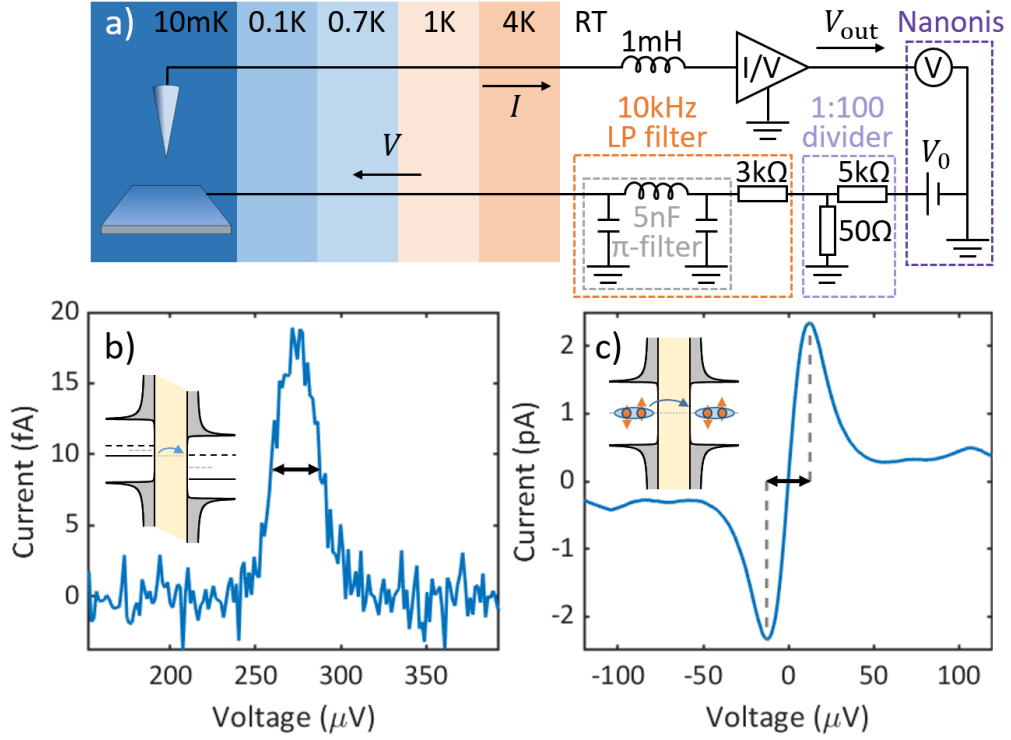 a) 10mK 0.1K 0.7K 1K 4K RT
V_out Nanonis
1mH
I/V V
I
10kHz
LP filter
1:100
divider
V
V_0
3kΩ 5kΩ
5nF
π-filter
50Ω
b)
20
15
10
5
0
Current (fA)
200 250 300 350
Voltage (μV)
c)
2
1
0
-1
-2
Current (pA)
-100 -50 0 50 100
Voltage (μV)